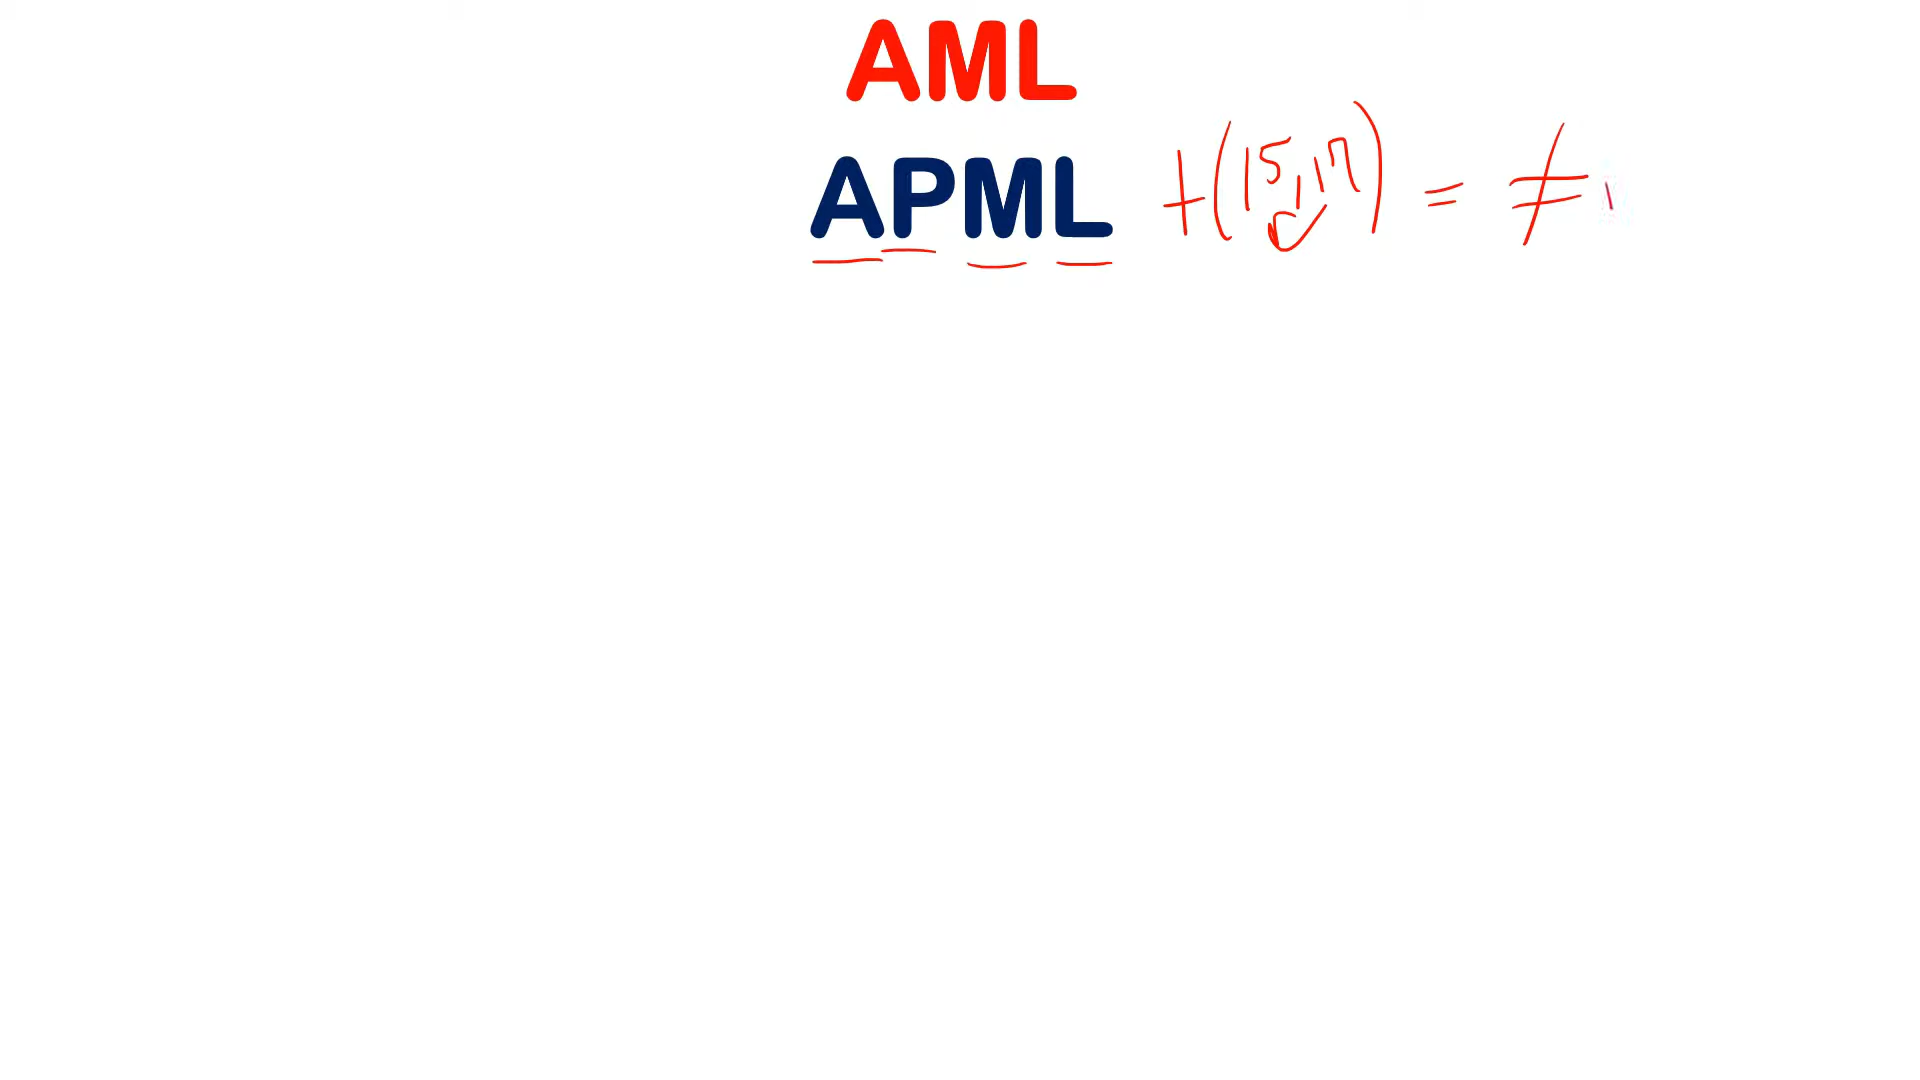 AML
APML t(15,17) = ≠